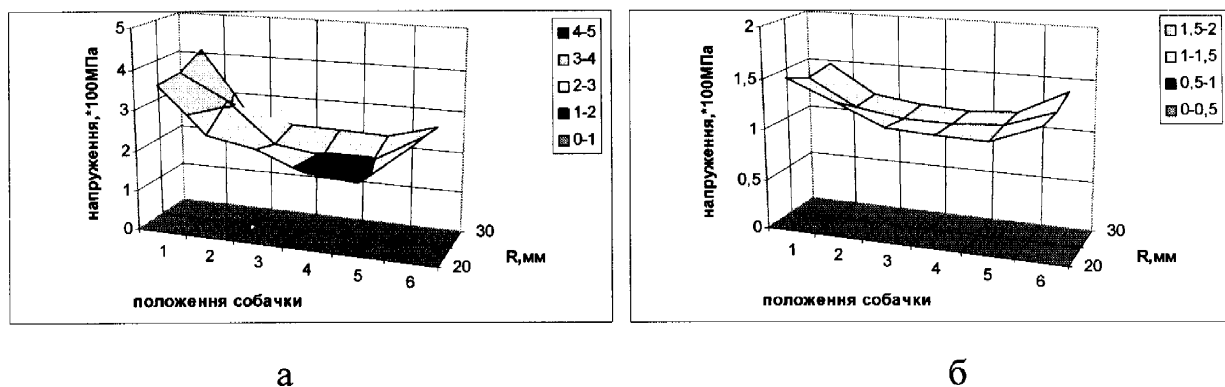 5
4
3
2
1
0
напруження,*100МПа
1 2 3 4 5 6
положення собачки
30
20
R,мм
4-5
3-4
2-3
1-2
0-1
2
1,5
1
0,5
0
напруження,*100МПа
1 2 3 4 5 6
положення собачки
30
20
R,мм
1,5-2
1-1,5
0,5-1
0-0,5
а
б